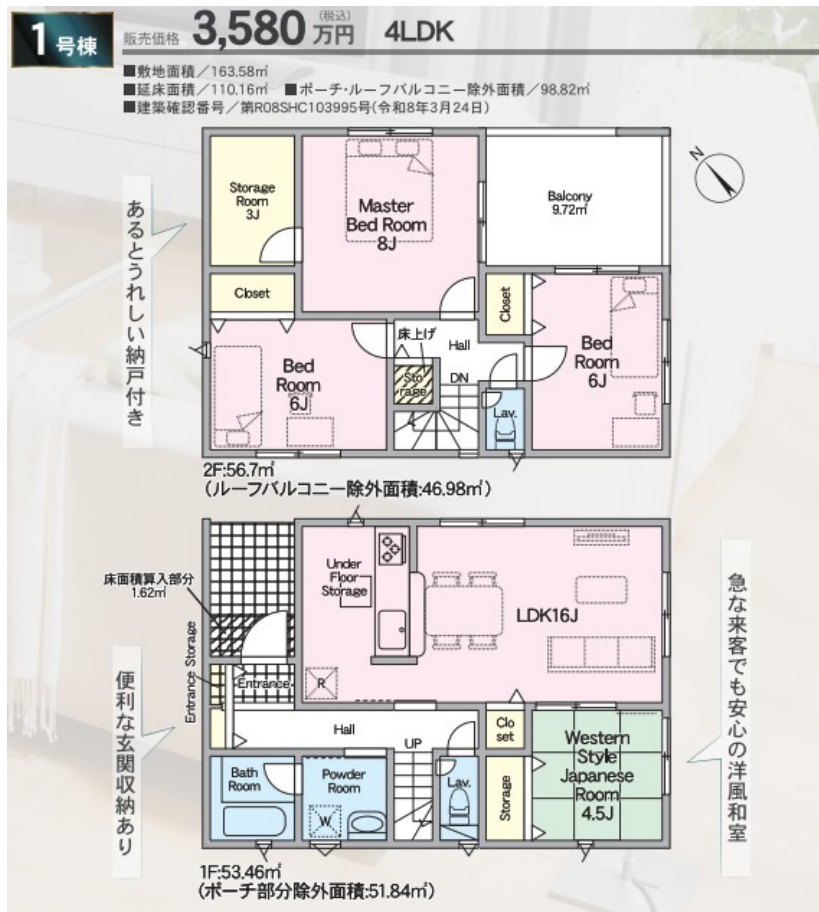 1号棟
販売価格 3,580万円(税込) 4LDK
■敷地面積／163.58㎡
■延床面積／110.16㎡ ■ポーチ・ルーフバルコニー除外面積／98.82㎡
■建築確認番号／第R08SHC103995号(令和8年3月24日)
N
あるとうれしい納戸付き
Storage
Room
3J
Master
Bed Room
8J
Balcony
9.72㎡
Closet
Closet
Bed
Room
6J
床上げ
Sto
rage
Hall
DN
Lav.
Bed
Room
6J
2F:56.7㎡
(ルーフバルコニー除外面積:46.98㎡)
床面積算入部分
1.62㎡
Entrance Storage
Entrance
Under
Floor
Storage
R
LDK16J
便利な玄関収納あり
急な来客でも安心の洋風和室
Hall
UP
Clo
set
Western
Style
Japanese
Room
4.5J
Bath
Room
Powder
Room
W
Lav.
Storage
1F:53.46㎡
(ポーチ部分除外面積:51.84㎡)